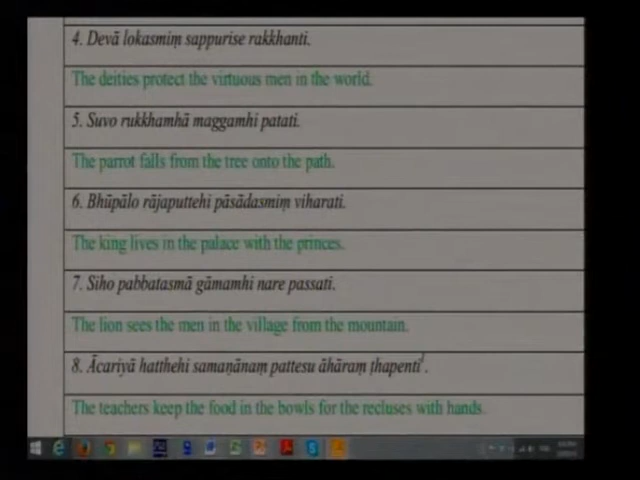 4. Devā lokasmiṃ sappurise rakkhanti.
The deities protect the virtuous men in the world.
5. Suvo rukkhamhā maggamhi patati.
The parrot falls from the tree onto the path.
6. Bhūpālo rājaputtehi pāsādasmiṃ viharati.
The king lives in the palace with the princes.
7. Siho pabbatasmā gāmamhi nare passati.
The lion sees the men in the village from the mountain.
8. Ācariyā hatthehi samaṇānaṃ pattesu āhāraṃ ṭhapenti¹.
The teachers keep the food in the bowls for the recluses with hands.